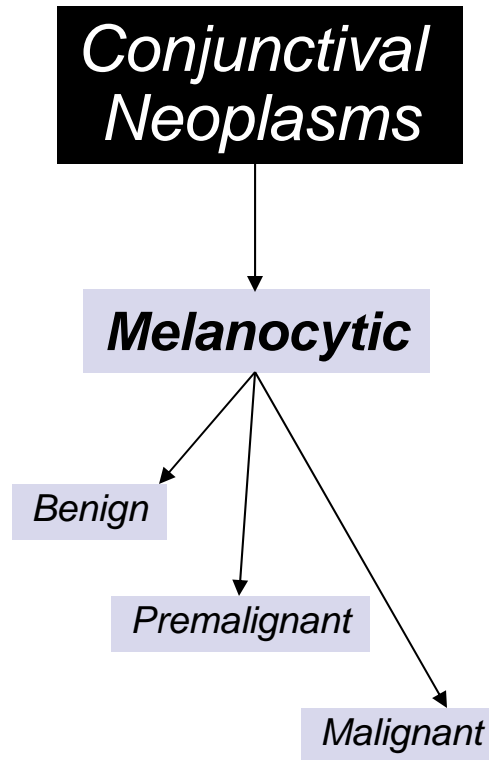 Conjunctival
Neoplasms
Melanocytic
Benign
Premalignant
Malignant